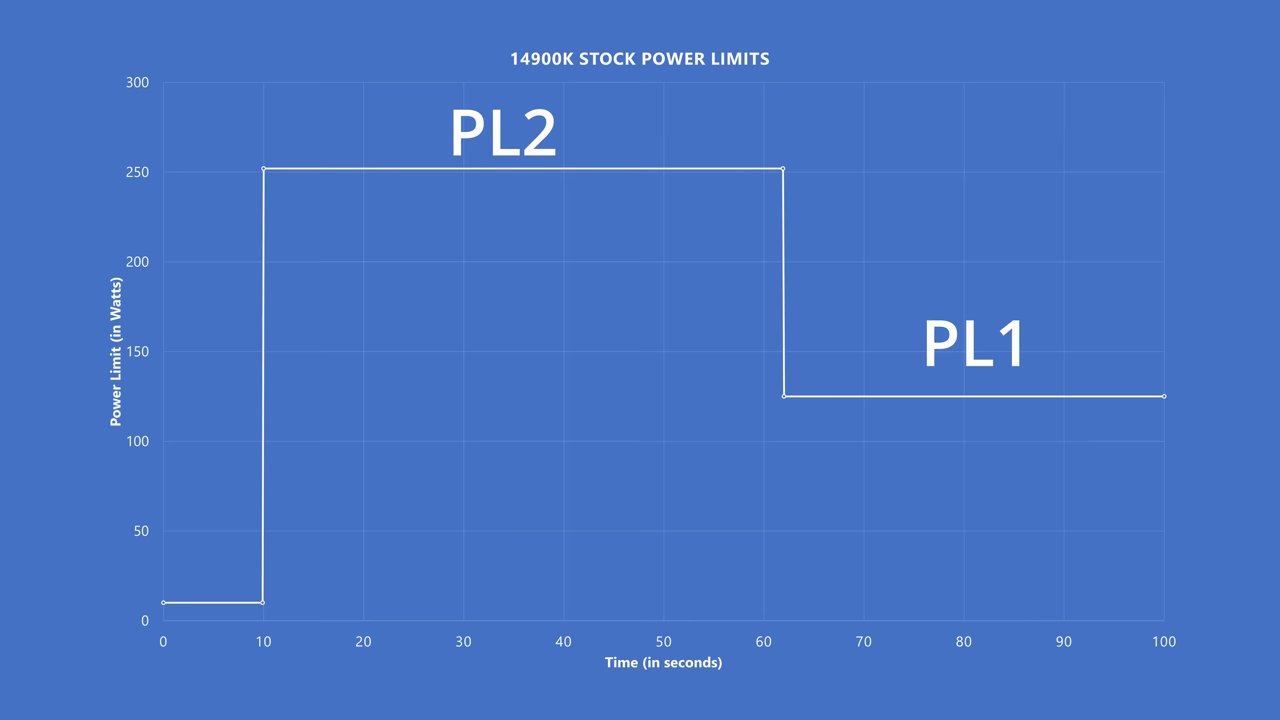 14900K STOCK POWER LIMITS
300
PL2
250
200
Power Limit (in Watts)
PL1
150
100
50
0
0 10 20 30 40 50 60 70 80 90 100
Time (in seconds)